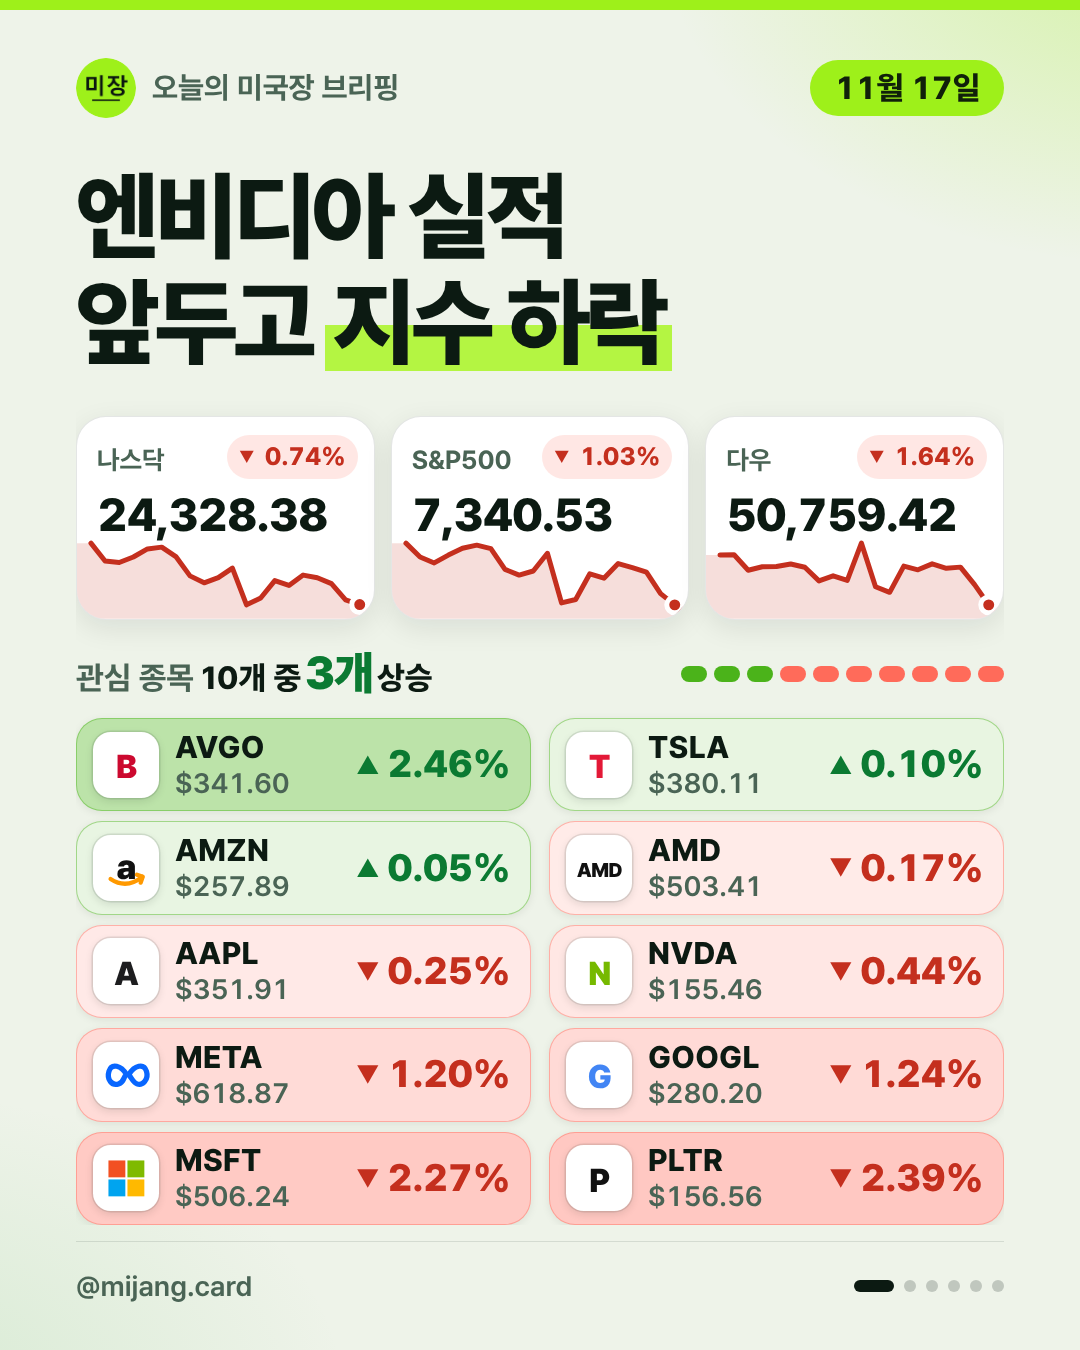 미장
오늘의 미국장 브리핑
11월 17일
엔비디아 실적
앞두고 지수 하락
나스닥 ▼ 0.74%
24,328.38
S&P500 ▼ 1.03%
7,340.53
다우 ▼ 1.64%
50,759.42
관심 종목 10개 중 3개 상승
B
AVGO
$341.60
▲ 2.46%
T
TSLA
$380.11
▲ 0.10%
a
AMZN
$257.89
▲ 0.05%
AMD
AMD
$503.41
▼ 0.17%
A
AAPL
$351.91
▼ 0.25%
N
NVDA
$155.46
▼ 0.44%
META
$618.87
▼ 1.20%
G
GOOGL
$280.20
▼ 1.24%
MSFT
$506.24
▼ 2.27%
P
PLTR
$156.56
▼ 2.39%
@mijang.card